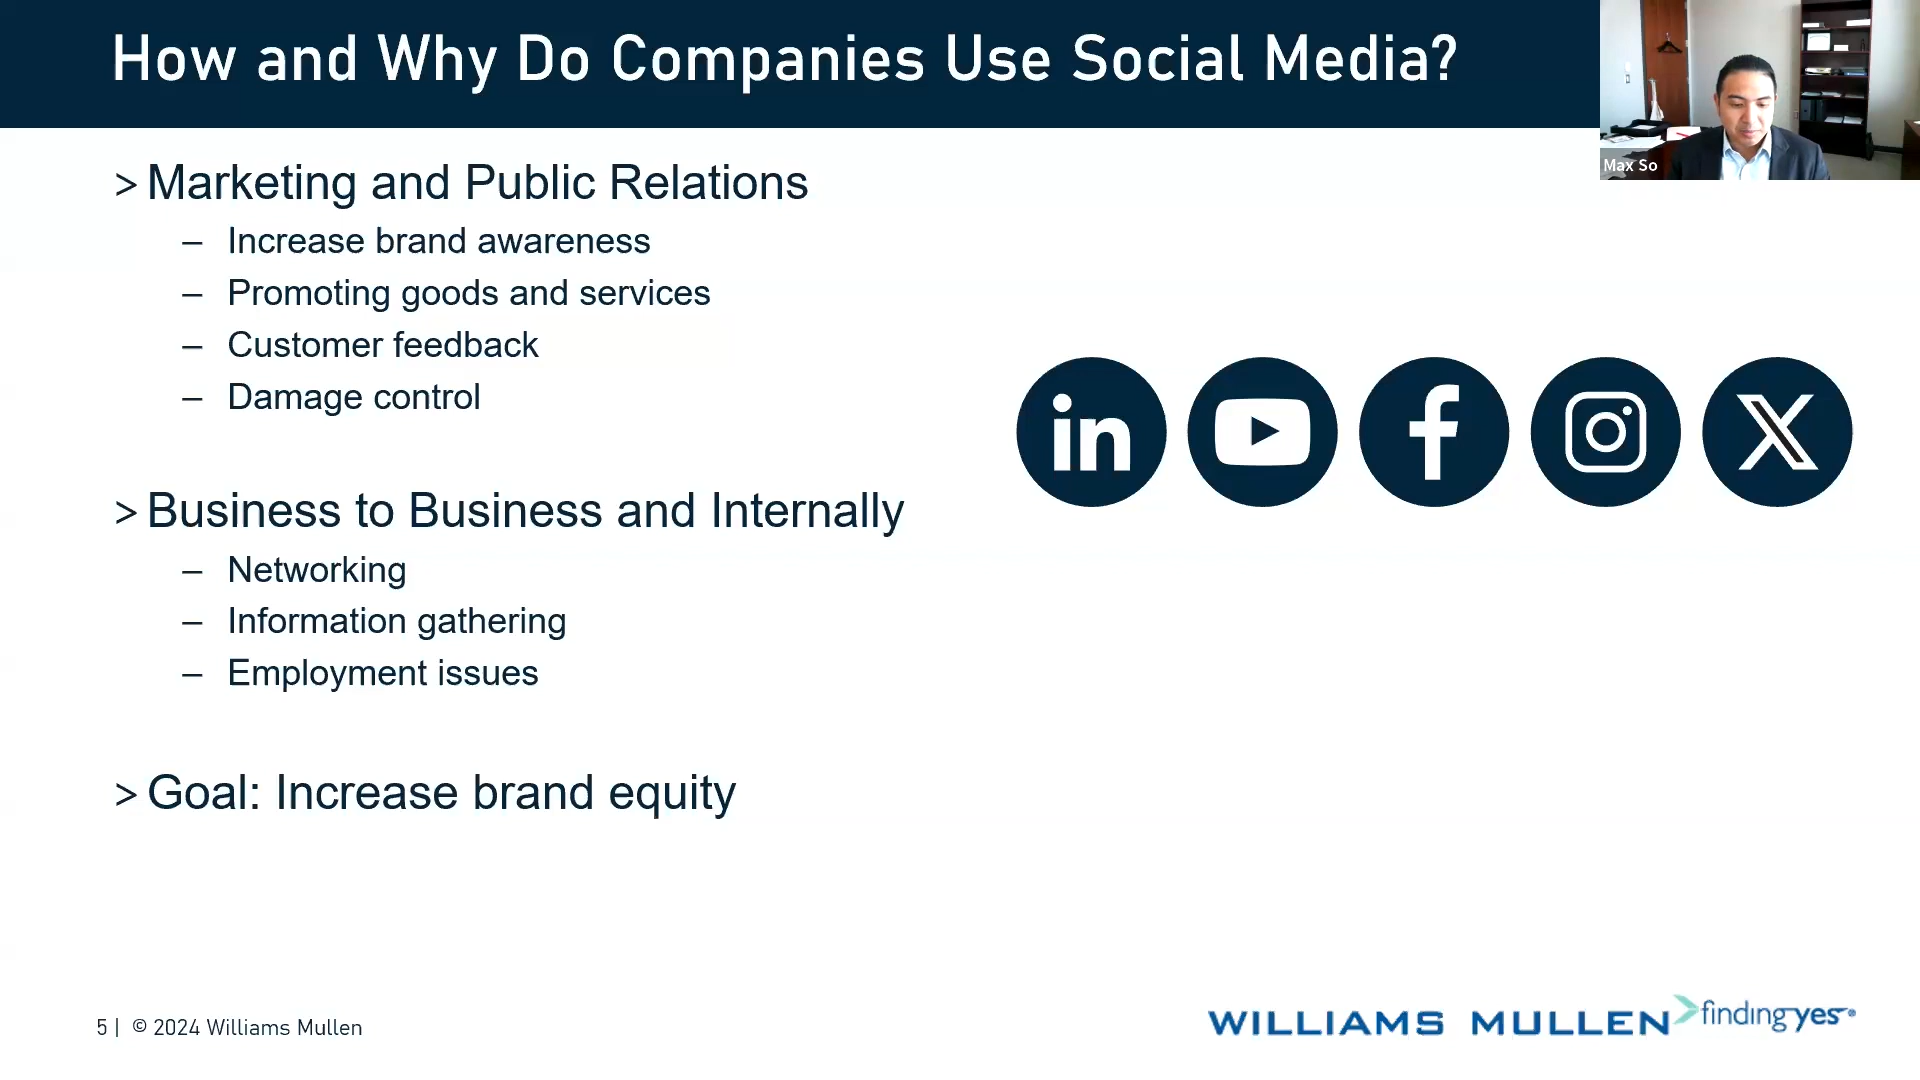 How and Why Do Companies Use Social Media?
Max So
> Marketing and Public Relations
– Increase brand awareness
– Promoting goods and services
– Customer feedback
– Damage control
in
f
X
> Business to Business and Internally
– Networking
– Information gathering
– Employment issues
> Goal: Increase brand equity
5 | © 2024 Williams Mullen
WILLIAMS MULLEN findingyes®